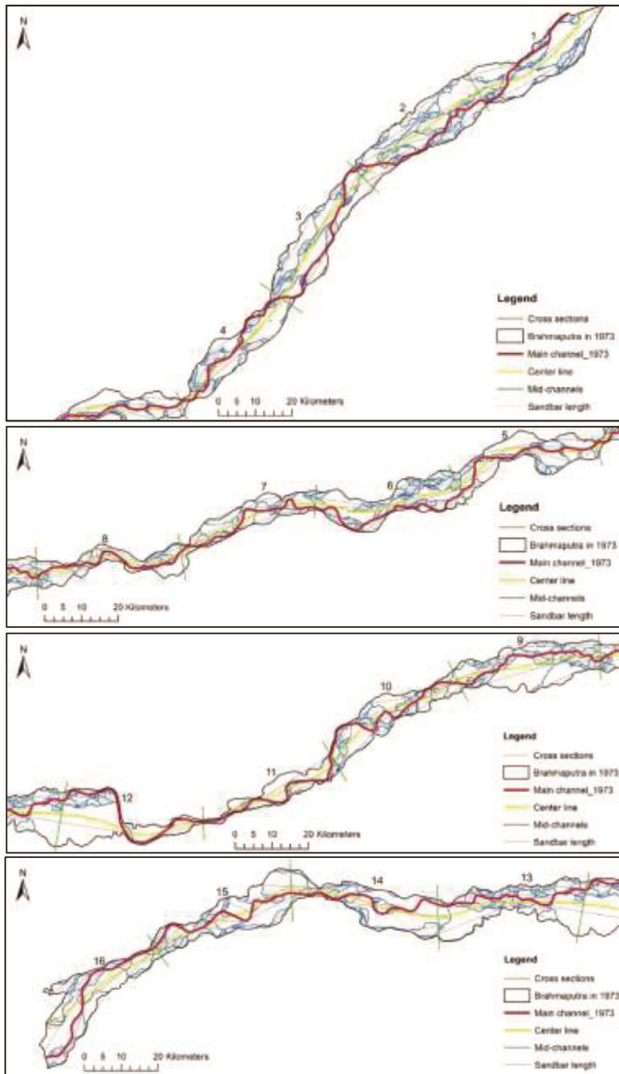 N
1
2
3
4
0 5 10 20 Kilometers
Legend
Cross sections
Brahmaputra in 1973
Main channel_1973
Center line
Mid-channels
Sandbar length
N
5
6
7
8
0 5 10 20 Kilometers
Legend
Cross sections
Brahmaputra in 1973
Main channel_1973
Center line
Mid-channels
Sandbar length
N
9
10
11
12
0 5 10 20 Kilometers
Legend
Cross sections
Brahmaputra in 1973
Main channel_1973
Center line
Mid-channels
Sandbar length
N
13
14
15
16
0 5 10 20 Kilometers
Legend
Cross sections
Brahmaputra in 1973
Main channel_1973
Center line
Mid-channels
Sandbar length